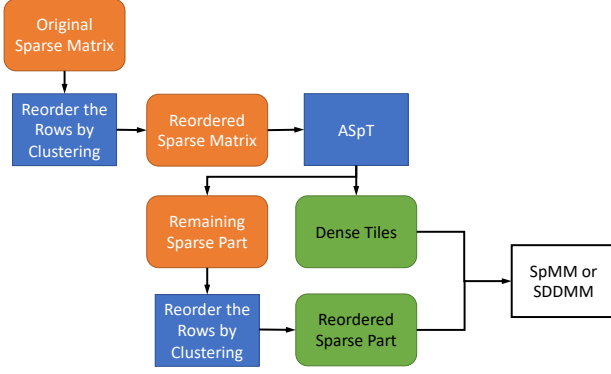 Original
Sparse Matrix
Reorder the
Rows by
Clustering
Reordered
Sparse Matrix
ASpT
Remaining
Sparse Part
Dense Tiles
SpMM or
SDDMM
Reorder the
Rows by
Clustering
Reordered
Sparse Part